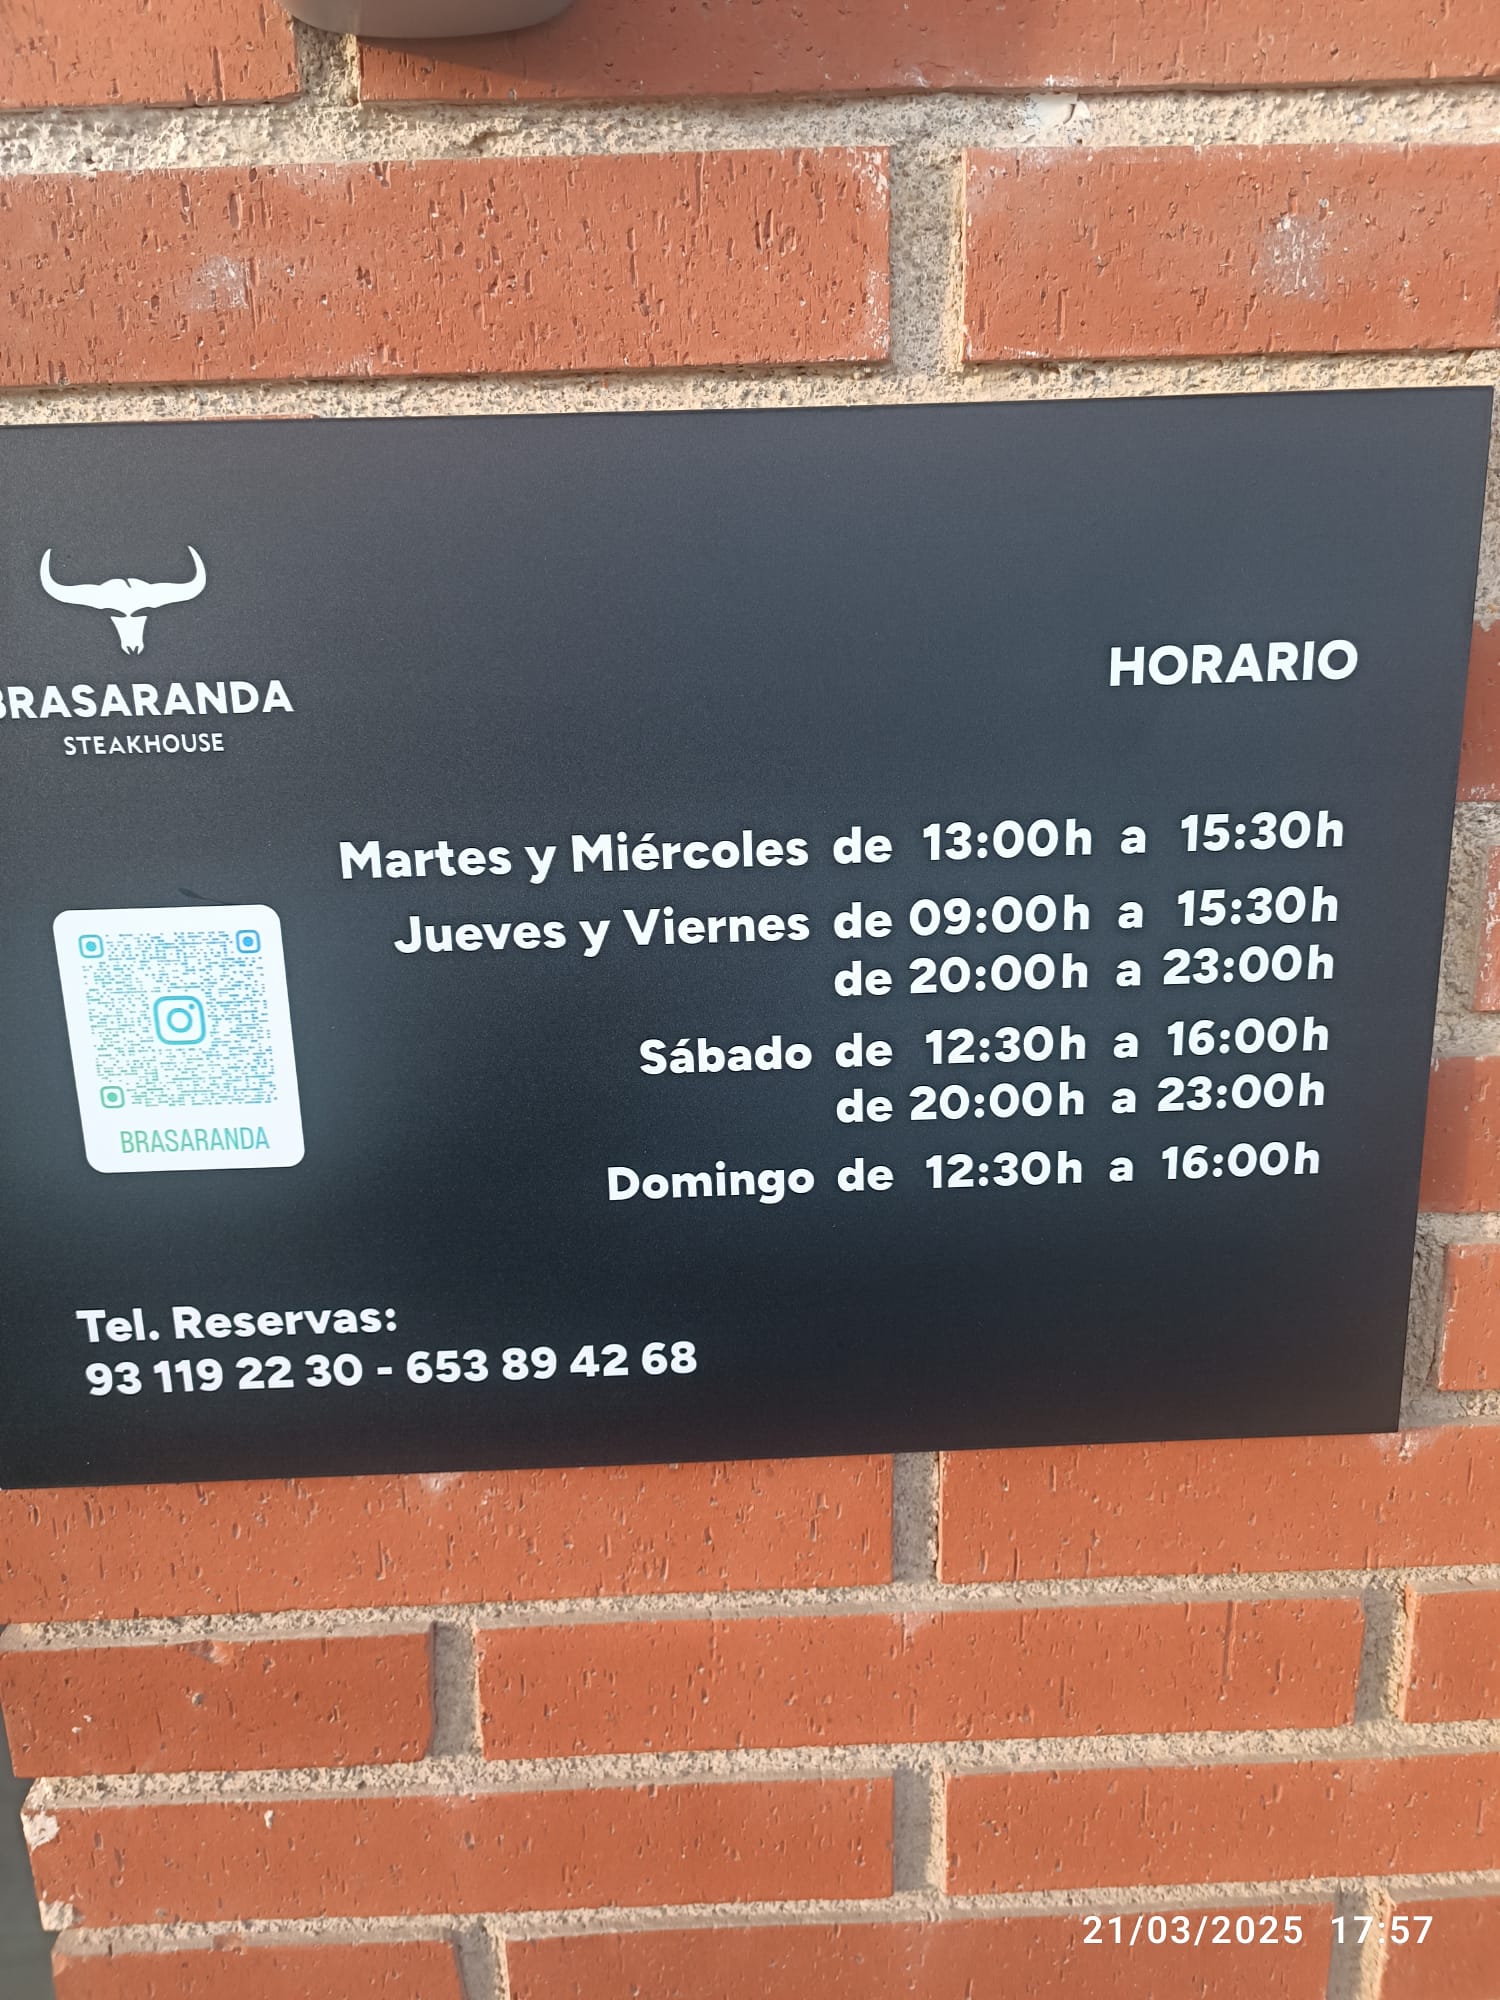 BRASARANDA
STEAKHOUSE
HORARIO
Martes y Miércoles de 13:00h a 15:30h
Jueves y Viernes de 09:00h a 15:30h
de 20:00h a 23:00h
Sábado de 12:30h a 16:00h
de 20:00h a 23:00h
Domingo de 12:30h a 16:00h
BRASARANDA
Tel. Reservas:
93 119 22 30 - 653 89 42 68
21/03/2025 17:57